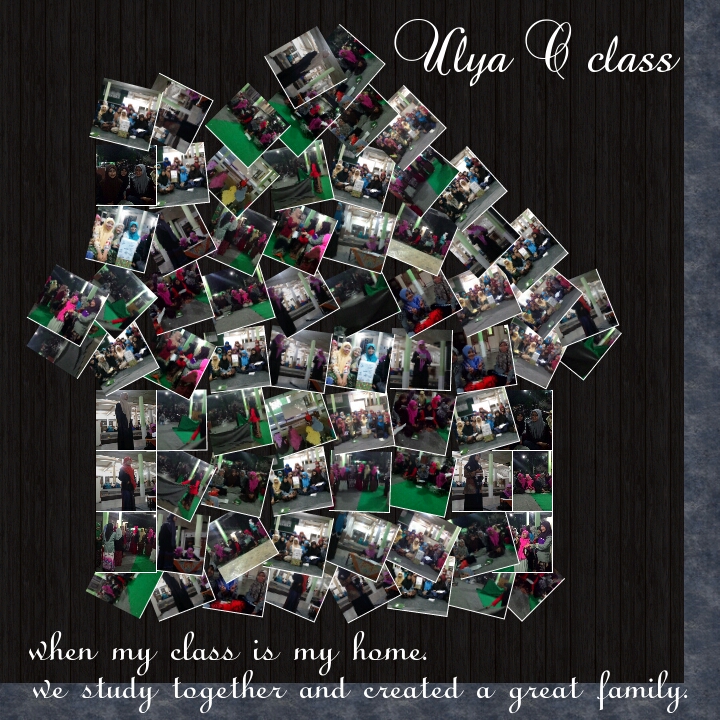 Ulya C class
when my class is my home.
we study together and created a great family.